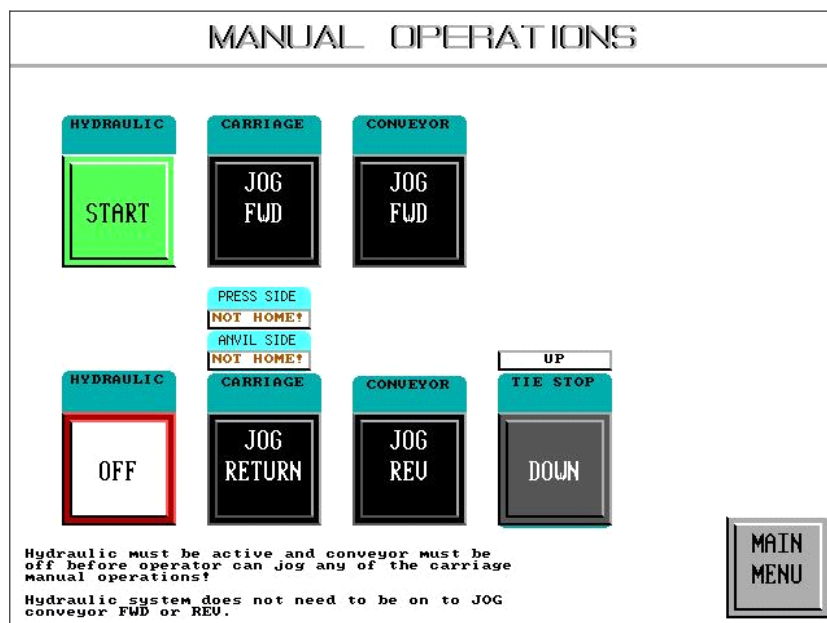 MANUAL OPERATIONS
HYDRAULIC
CARRIAGE
CONVEYOR
START
JOG
FWD
JOG
FWD
PRESS SIDE
NOT HOME!
ANVIL SIDE
NOT HOME!
UP
HYDRAULIC
CARRIAGE
CONVEYOR
TIE STOP
OFF
JOG
RETURN
JOG
REV
DOWN
Hydraulic must be active and conveyor must be
off before operator can jog any of the carriage
manual operations!
Hydraulic system does not need to be on to JOG
conveyor FWD or REV.
MAIN
MENU